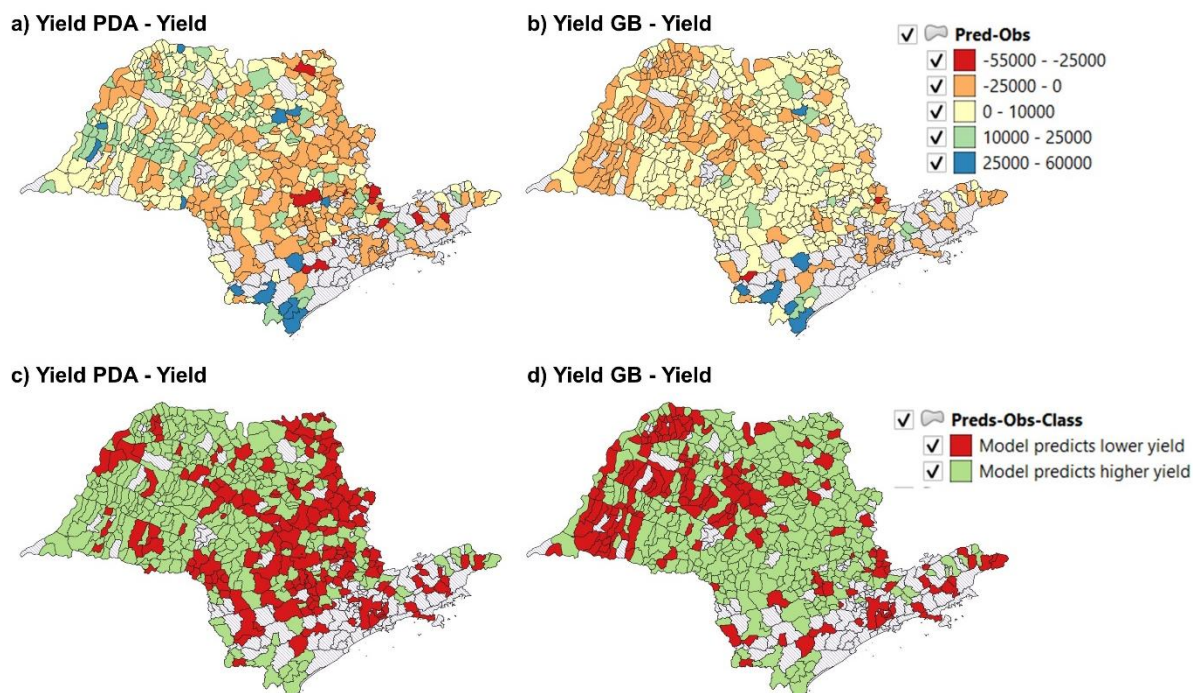 a) Yield PDA - Yield
b) Yield GB - Yield
Pred-Obs
-55000 - -25000
-25000 - 0
0 - 10000
10000 - 25000
25000 - 60000
c) Yield PDA - Yield
d) Yield GB - Yield
Preds-Obs-Class
Model predicts lower yield
Model predicts higher yield